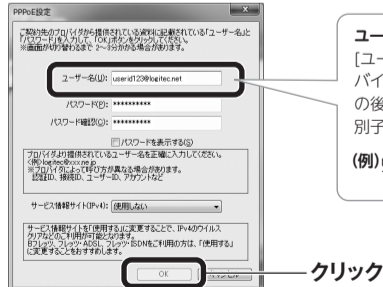 PPPoE設定
ご契約先のプロバイダから提供されている資料に記載されている「ユーザー名」と
「パスワード」を入力して、「OK」ボタンをクリックしてください。
※画面が切り替わるまで 2～3分かかる場合があります。
ユーザー名(U): userid123@logitec.net
パスワード(P): **********
パスワード確認(C): **********
パスワードを表示する(S)
プロバイダより提供されているユーザー名を正確に入力してください。
<例>logitec@xxx.ne.jp
※プロバイダによって呼び方が異なる場合があります。
認証ID、接続ID、ユーザーID、アカウントなど
サービス情報サイト(IPv4): 使用しない
サービス情報サイトを「使用する」に変更することで、IPv4のウイルス
クリアなどのご利用が可能となります。
Bフレッツ、フレッツ・ADSL、フレッツ・ISDNをご利用の方は、「使用する」
に変更することをおすすめします。
OK
クリック
ユーザー
[ユー
バイ
の後
別子
(例)